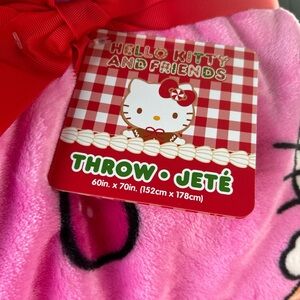 HELLO KITTY
AND FRIENDS
THROW • JETÉ
60in. x 70in. (152cm x 178cm)